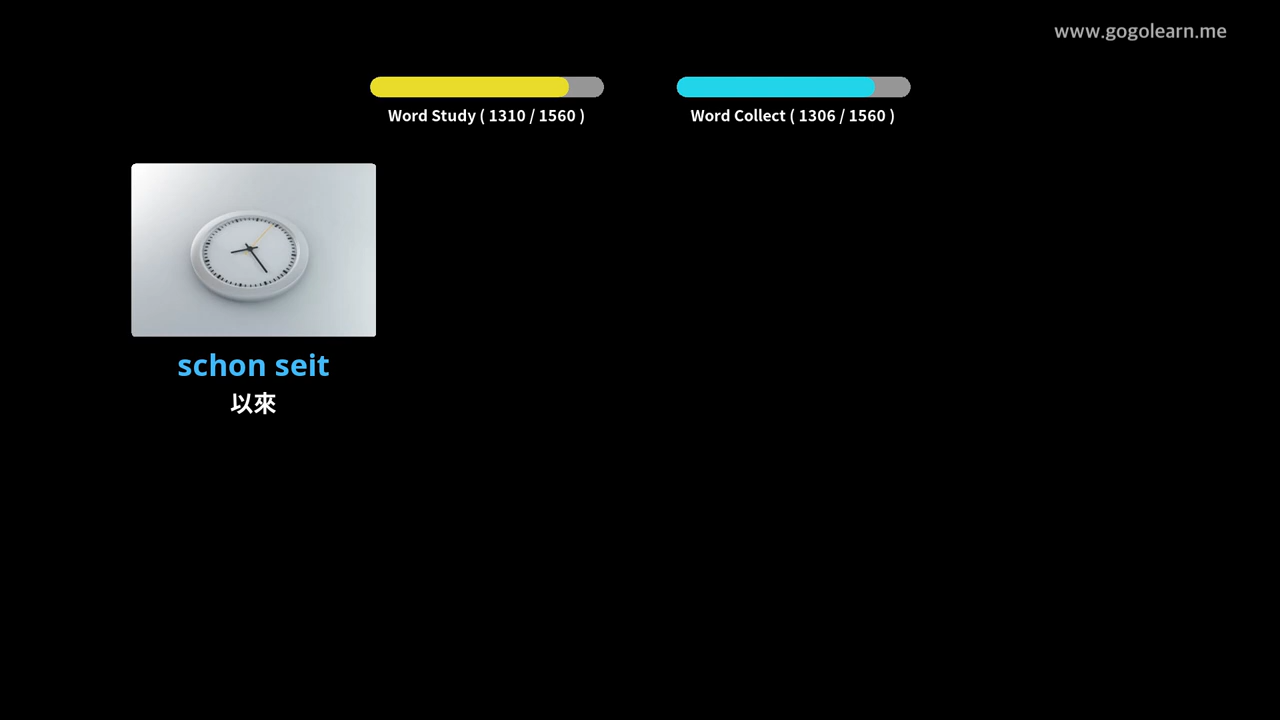 www.gogolearn.me
Word Study ( 1310 / 1560 )
Word Collect ( 1306 / 1560 )
schon seit
以來